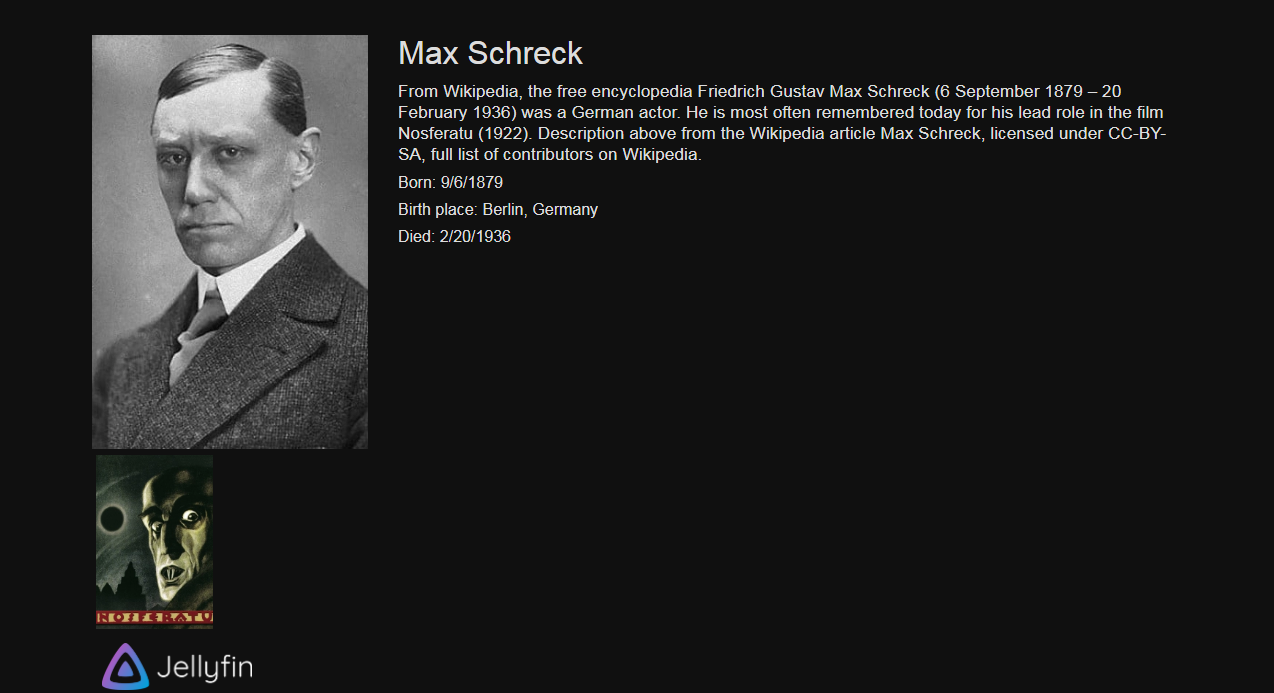 Max Schreck
From Wikipedia, the free encyclopedia Friedrich Gustav Max Schreck (6 September 1879 – 20
February 1936) was a German actor. He is most often remembered today for his lead role in the film
Nosferatu (1922). Description above from the Wikipedia article Max Schreck, licensed under CC-BY-
SA, full list of contributors on Wikipedia.
Born: 9/6/1879
Birth place: Berlin, Germany
Died: 2/20/1936
NOSFERATU
Jellyfin